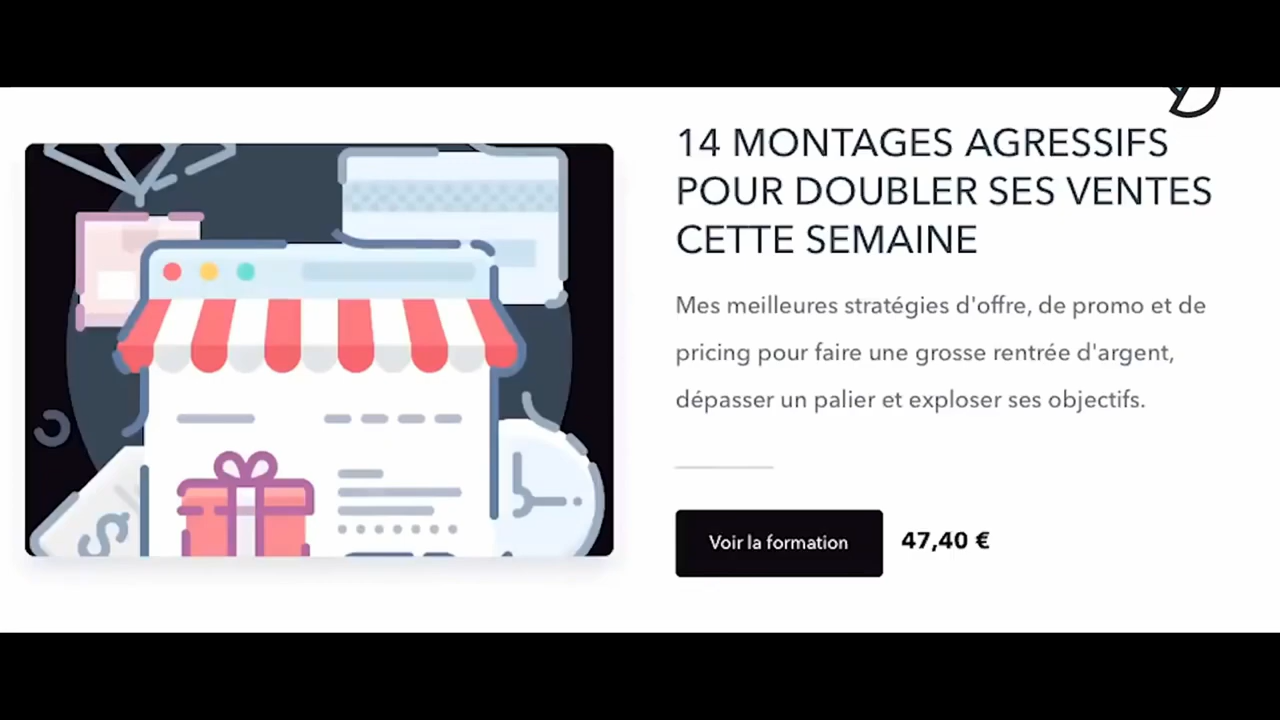 14 MONTAGES AGRESSIFS
POUR DOUBLER SES VENTES
CETTE SEMAINE
Mes meilleures stratégies d'offre, de promo et de
pricing pour faire une grosse rentrée d'argent,
dépasser un palier et exploser ses objectifs.
Voir la formation
47,40 €
$